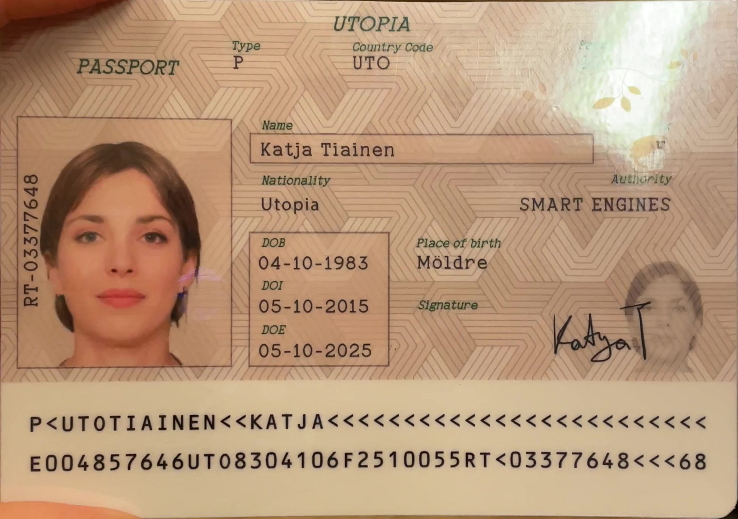 UTOPIA
PASSPORT
Type
P
Country Code
UTO
Name
Katja Tiainen
Nationality
Utopia
Authority
SMART ENGINES
DOB
04-10-1983
Place of birth
Möldre
DOI
05-10-2015
Signature
Katya T
DOE
05-10-2025
RT-03377648
P<UTOTIAINEN<<KATJA<<<<<<<<<<<<<<<<<<<<<<<<<
E004857646UTO8304106F2510055RT<03377648<<<68